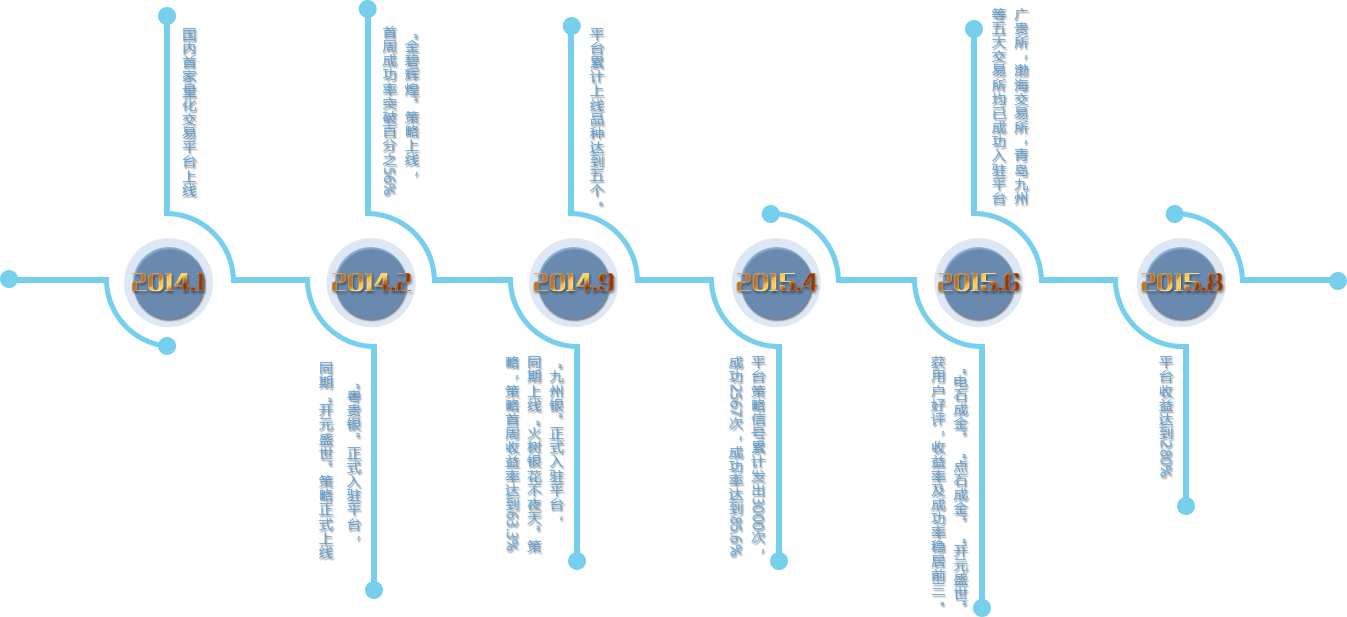 2014.1
国内首家量化交易平台上线
2014.2
“金碧辉煌”策略上线，
首周成功率突破百分之56%
“粤贵银”正式入驻平台，
同期“开元盛世”策略正式上线
2014.9
平台累计上线品种达到五个。
“九州银”正式入驻平台，
同期上线“火树银花不夜天”策
略，策略首周收益率达到63.3%
2015.4
平台策略信号累计发出3000次，
成功2567次，成功率达到85.6%
2015.6
广贵所，渤海交易所，青岛九州
等五大交易所均已成功入驻平台
“电石成金”“点石成金”“开元盛世”
获用户好评，收益率及成功率稳居前三。
2015.8
平台收益达到280%